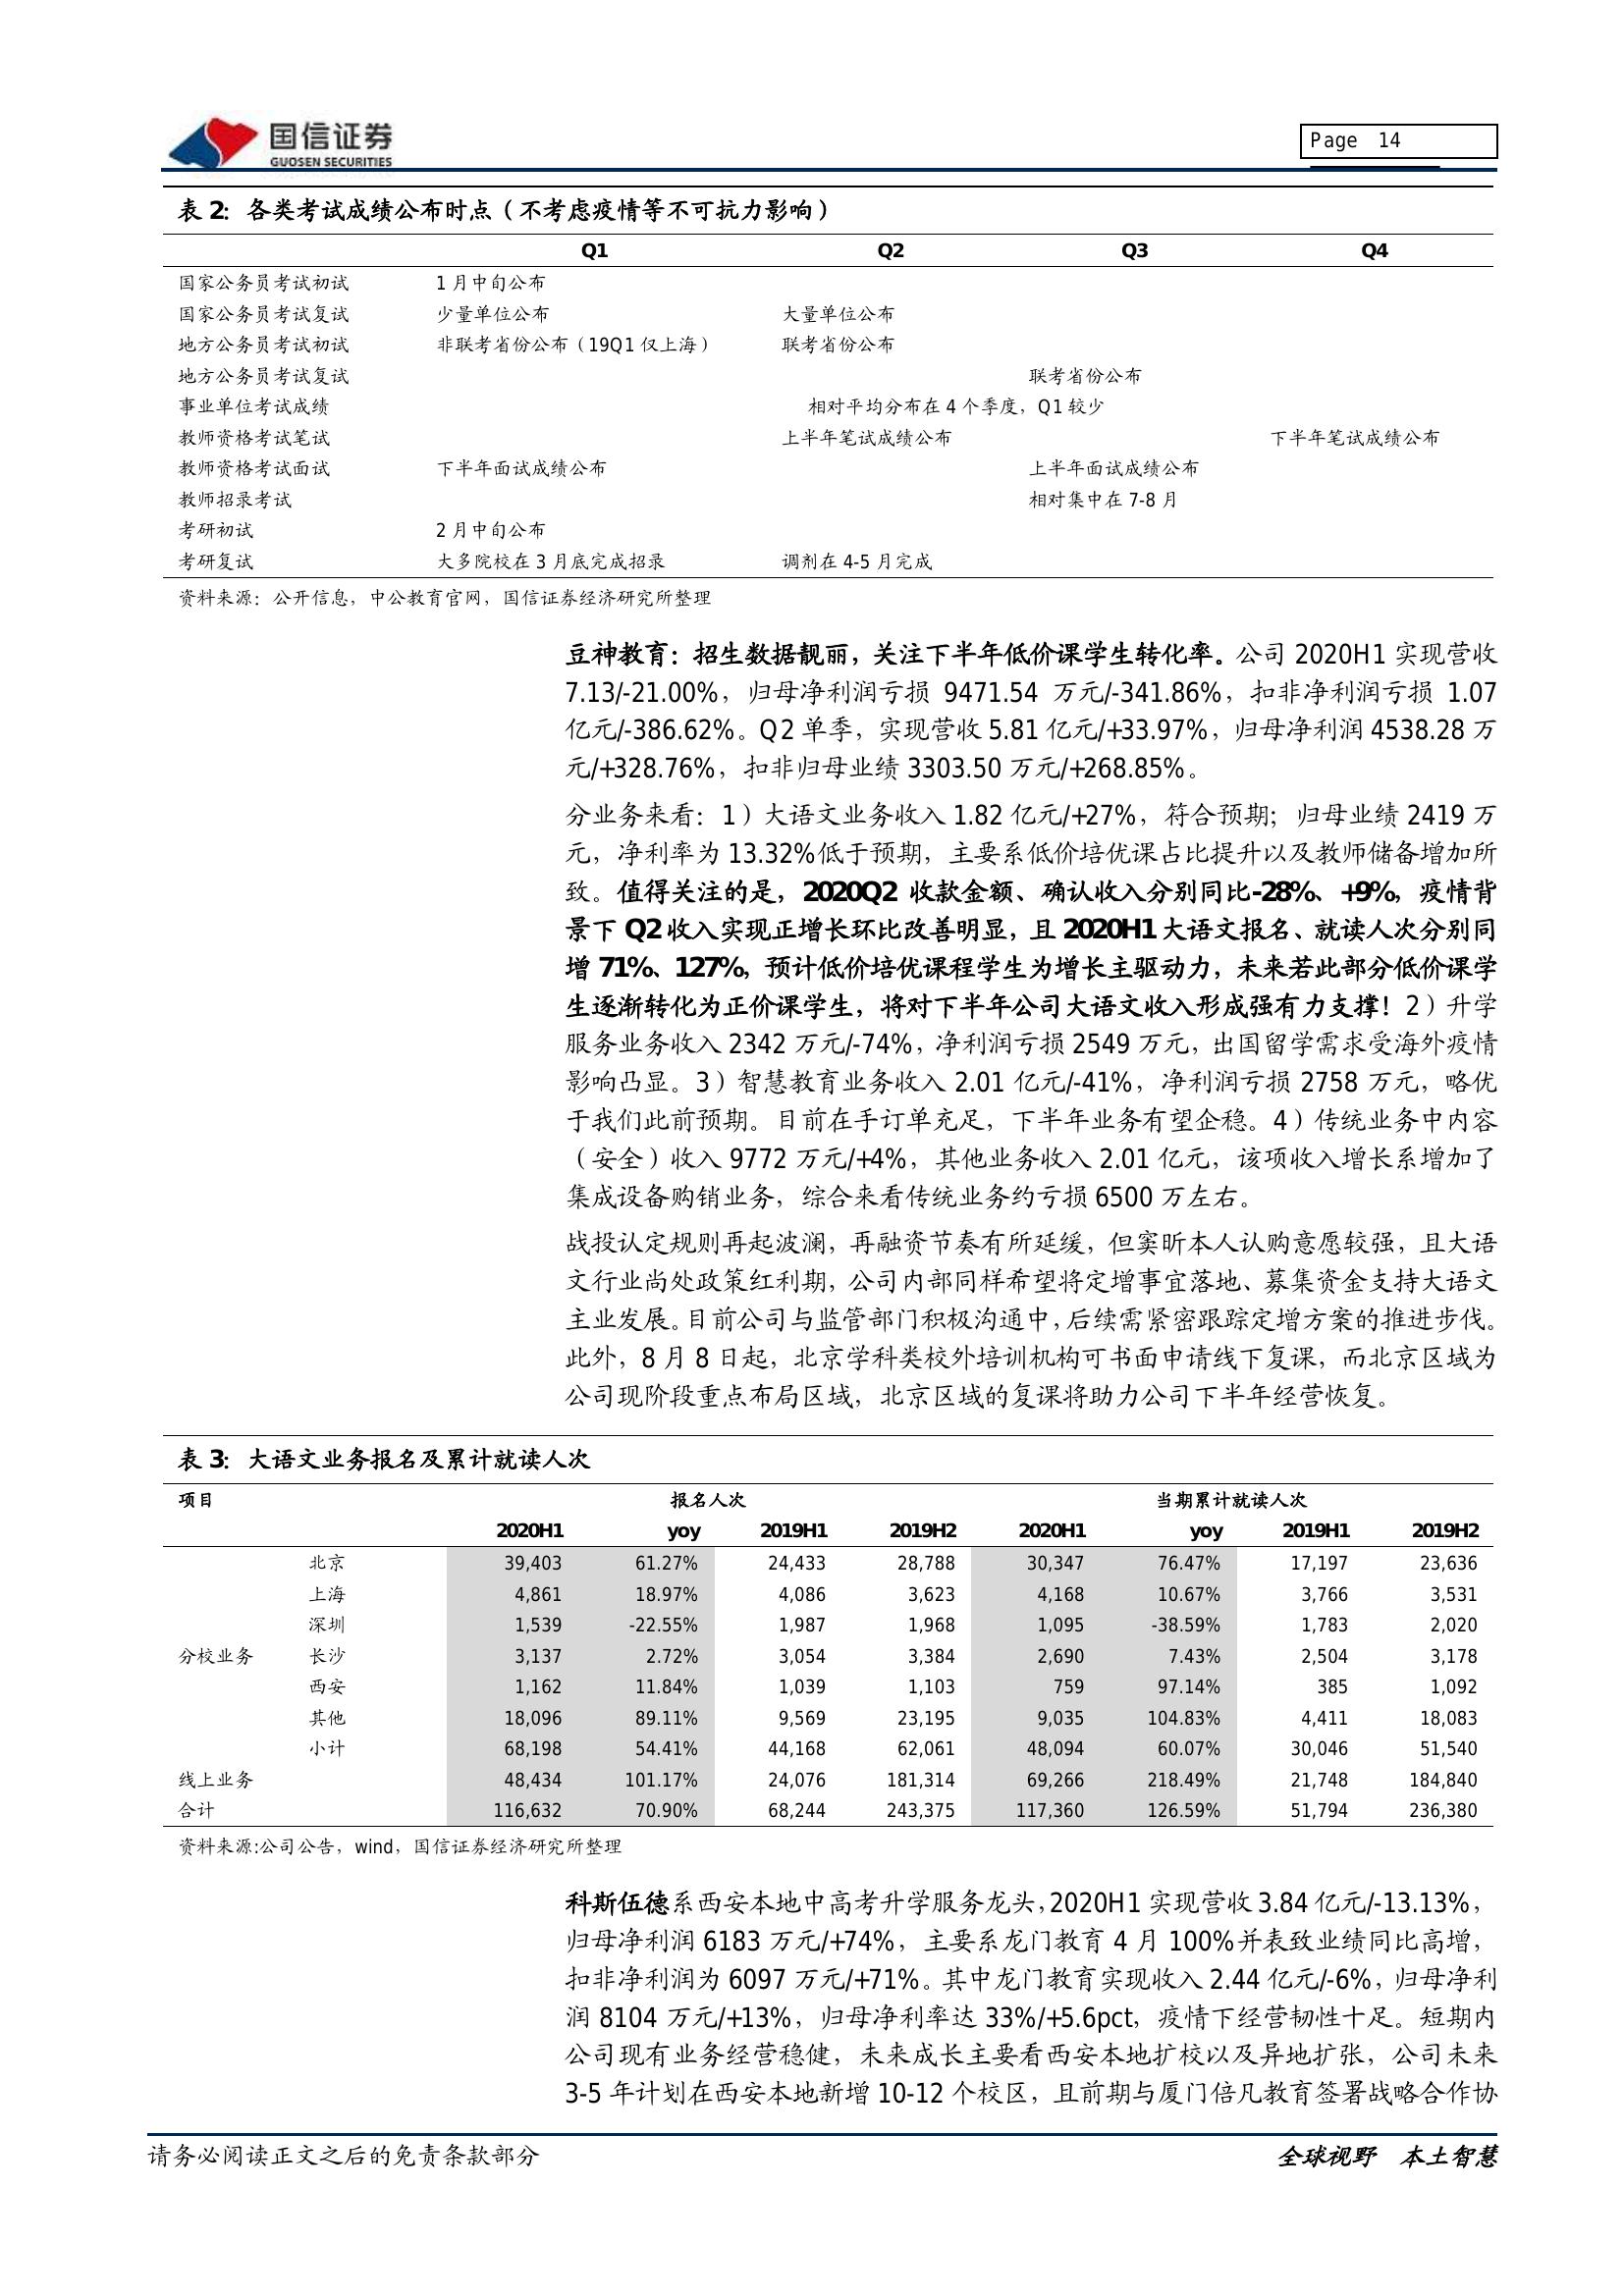 国信证券
GUOSEN SECURITIES
Page 14
表 2：各类考试成绩公布时点（不考虑疫情等不可抗力影响）
Q1 Q2 Q3 Q4
国家公务员考试初试 1 月中旬公布
国家公务员考试复试 少量单位公布 大量单位公布
地方公务员考试初试 非联考省份公布（19Q1 仅上海） 联考省份公布
地方公务员考试复试 联考省份公布
事业单位考试成绩 相对平均分布在 4 个季度，Q1 较少
教师资格考试笔试 上半年笔试成绩公布 下半年笔试成绩公布
教师资格考试面试 下半年面试成绩公布 上半年面试成绩公布
教师招录考试 相对集中在 7-8 月
考研初试 2 月中旬公布
考研复试 大多院校在 3 月底完成招录 调剂在 4-5 月完成
资料来源：公开信息，中公教育官网，国信证券经济研究所整理
豆神教育：招生数据靓丽，关注下半年低价课学生转化率。公司 2020H1 实现营收
7.13/-21.00%，归母净利润亏损 9471.54 万元/-341.86%，扣非净利润亏损 1.07
亿元/-386.62%。Q2 单季，实现营收 5.81 亿元/+33.97%，归母净利润 4538.28 万
元/+328.76%，扣非归母业绩 3303.50 万元/+268.85%。
分业务来看：1）大语文业务收入 1.82 亿元/+27%，符合预期；归母业绩 2419 万
元，净利率为 13.32%低于预期，主要系低价培优课占比提升以及教师储备增加所
致。值得关注的是，2020Q2 收款金额、确认收入分别同比-28%、+9%，疫情背
景下 Q2 收入实现正增长环比改善明显，且 2020H1 大语文报名、就读人次分别同
增 71%、127%，预计低价培优课程学生为增长主驱动力，未来若此部分低价课学
生逐渐转化为正价课学生，将对下半年公司大语文收入形成强有力支撑！2）升学
服务业务收入 2342 万元/-74%，净利润亏损 2549 万元，出国留学需求受海外疫情
影响凸显。3）智慧教育业务收入 2.01 亿元/-41%，净利润亏损 2758 万元，略优
于我们此前预期。目前在手订单充足，下半年业务有望企稳。4）传统业务中内容
（安全）收入 9772 万元/+4%，其他业务收入 2.01 亿元，该项收入增长系增加了
集成设备购销业务，综合来看传统业务约亏损 6500 万左右。
战投认定规则再起波澜，再融资节奏有所延缓，但窦昕本人认购意愿较强，且大语
文行业尚处政策红利期，公司内部同样希望将定增事宜落地、募集资金支持大语文
主业发展。目前公司与监管部门积极沟通中，后续需紧密跟踪定增方案的推进步伐。
此外，8 月 8 日起，北京学科类校外培训机构可书面申请线下复课，而北京区域为
公司现阶段重点布局区域，北京区域的复课将助力公司下半年经营恢复。
表 3：大语文业务报名及累计就读人次
项目 报名人次 当期累计就读人次
2020H1 yoy 2019H1 2019H2 2020H1 yoy 2019H1 2019H2
北京 39,403 61.27% 24,433 28,788 30,347 76.47% 17,197 23,636
上海 4,861 18.97% 4,086 3,623 4,168 10.67% 3,766 3,531
深圳 1,539 -22.55% 1,987 1,968 1,095 -38.59% 1,783 2,020
分校业务 长沙 3,137 2.72% 3,054 3,384 2,690 7.43% 2,504 3,178
西安 1,162 11.84% 1,039 1,103 759 97.14% 385 1,092
其他 18,096 89.11% 9,569 23,195 9,035 104.83% 4,411 18,083
小计 68,198 54.41% 44,168 62,061 48,094 60.07% 30,046 51,540
线上业务 48,434 101.17% 24,076 181,314 69,266 218.49% 21,748 184,840
合计 116,632 70.90% 68,244 243,375 117,360 126.59% 51,794 236,380
资料来源:公司公告，wind，国信证券经济研究所整理
科斯伍德系西安本地中高考升学服务龙头，2020H1 实现营收 3.84 亿元/-13.13%，
归母净利润 6183 万元/+74%，主要系龙门教育 4 月 100%并表致业绩同比高增，
扣非净利润为 6097 万元/+71%。其中龙门教育实现收入 2.44 亿元/-6%，归母净利
润 8104 万元/+13%，归母净利率达 33%/+5.6pct，疫情下经营韧性十足。短期内
公司现有业务经营稳健，未来成长主要看西安本地扩校以及异地扩张，公司未来
3-5 年计划在西安本地新增 10-12 个校区，且前期与厦门倍凡教育签署战略合作协
请务必阅读正文之后的免责条款部分 全球视野 本土智慧